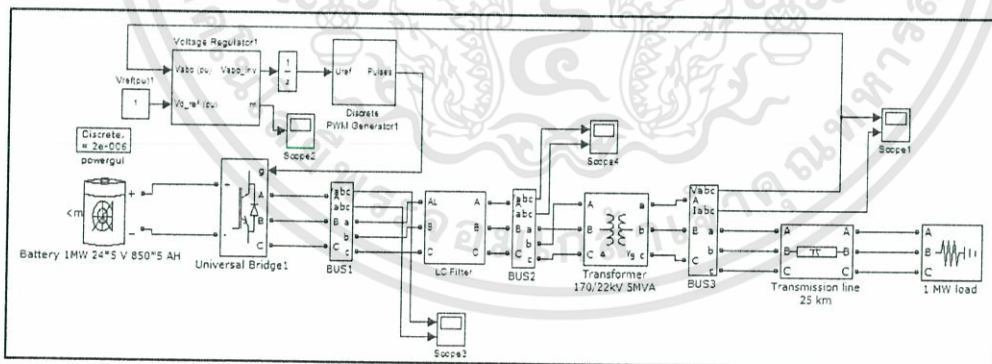 Voltage Regulator1
Vabc (pu) Vabc_inv
Vref(pu)1
1
Vd_ref (pu) m
1
z
Uref Pulses
Discrete
PWM Generator1
Scope2
Discrete,
= 2e-006
powergui
Scope4
Scope1
<m
+
-
Battery 1MW 24*5 V 850*5 AH
g
+
-
A
B
C
Universal Bridge1
abc
A
abc
B a
b
C c
BUS1
AL A
B B
C C
LC Filter
abc
A
abc
B a
b
C c
BUS2
A a
B b
C c
Δ Yg
Transformer
170/22kV 5MVA
Vabc
A
Iabc
B a
b
C
c
BUS3
A A
B B
C C
Transmission line
25 km
A
B
C
1 MW load
Scope3